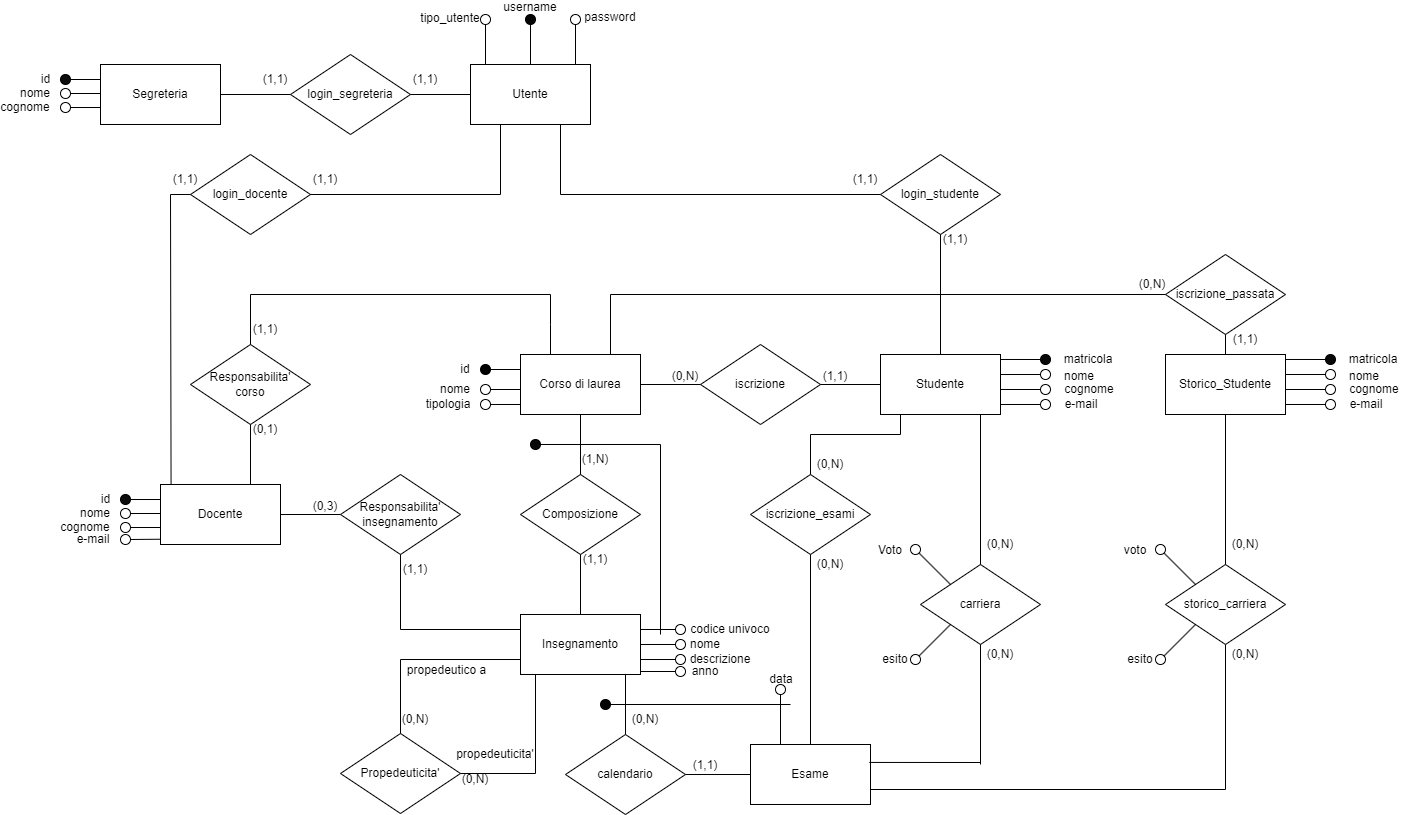 username
tipo_utente
password
id
nome
cognome
Segreteria
(1,1)
login_segreteria
(1,1)
Utente
(1,1)
login_docente
(1,1)
(1,1)
login_studente
(1,1)
(0,N)
iscrizione_passata
(1,1)
(1,1)
Responsabilita'
corso
(0,1)
id
nome
tipologia
Corso di laurea
(0,N)
iscrizione
(1,1)
Studente
matricola
nome
cognome
e-mail
Storico_Studente
matricola
nome
cognome
e-mail
(1,N)
Composizione
(1,1)
(0,N)
iscrizione_esami
(0,N)
id
nome
cognome
e-mail
Docente
(0,3)
Responsabilita'
insegnamento
(1,1)
(0,N)
Voto
carriera
esito
(0,N)
(0,N)
voto
storico_carriera
esito
(0,N)
Insegnamento
codice univoco
nome
descrizione
anno
propedeutico a
(0,N)
propedeuticita'
Propedeuticita'
(0,N)
(0,N)
calendario
(1,1)
data
Esame